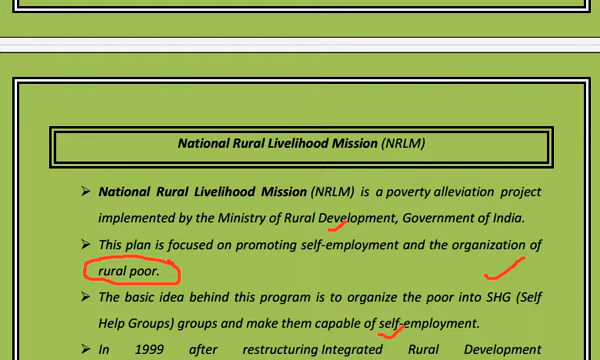 National Rural Livelihood Mission (NRLM)
➢ National Rural Livelihood Mission (NRLM) is a poverty alleviation project
implemented by the Ministry of Rural Development, Government of India.
➢ This plan is focused on promoting self-employment and the organization of
rural poor.
➢ The basic idea behind this program is to organize the poor into SHG (Self
Help Groups) groups and make them capable of self-employment.
➢ In 1999 after restructuring Integrated Rural Development